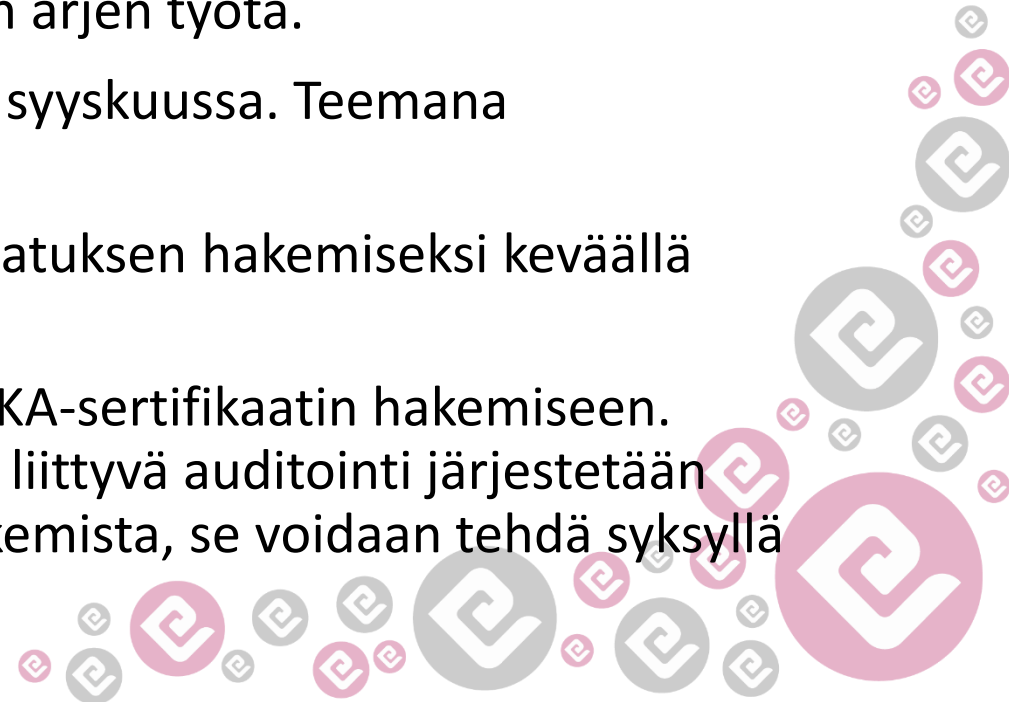 n arjen työtä.
syyskuussa. Teemana
atuksen hakemiseksi keväällä
KA-sertifikaatin hakemiseen.
liittyvä auditointi järjestetään
kemista, se voidaan tehdä syksyllä